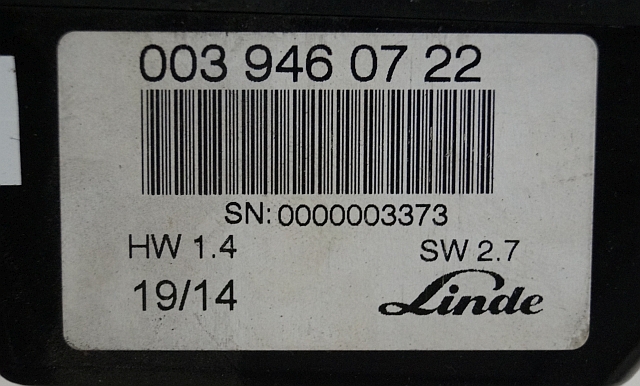 003 946 07 22
SN: 0000003373
HW 1.4 SW 2.7
19/14 Linde